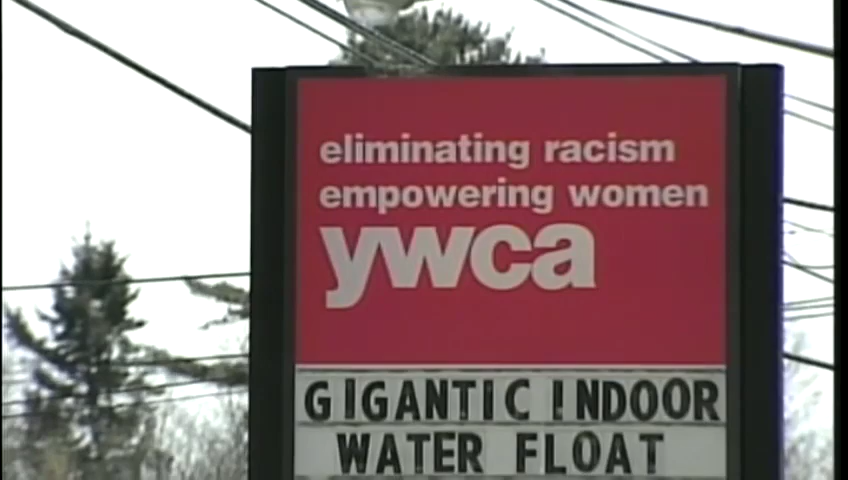 eliminating racism
empowering women
ywca
GIGANTIC INDOOR
WATER FLOAT